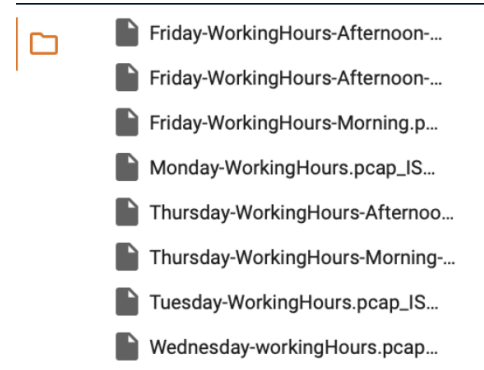 Friday-WorkingHours-Afternoon-...
Friday-WorkingHours-Afternoon-...
Friday-WorkingHours-Morning.p...
Monday-WorkingHours.pcap_IS...
Thursday-WorkingHours-Afternoo...
Thursday-WorkingHours-Morning-...
Tuesday-WorkingHours.pcap_IS...
Wednesday-workingHours.pcap...